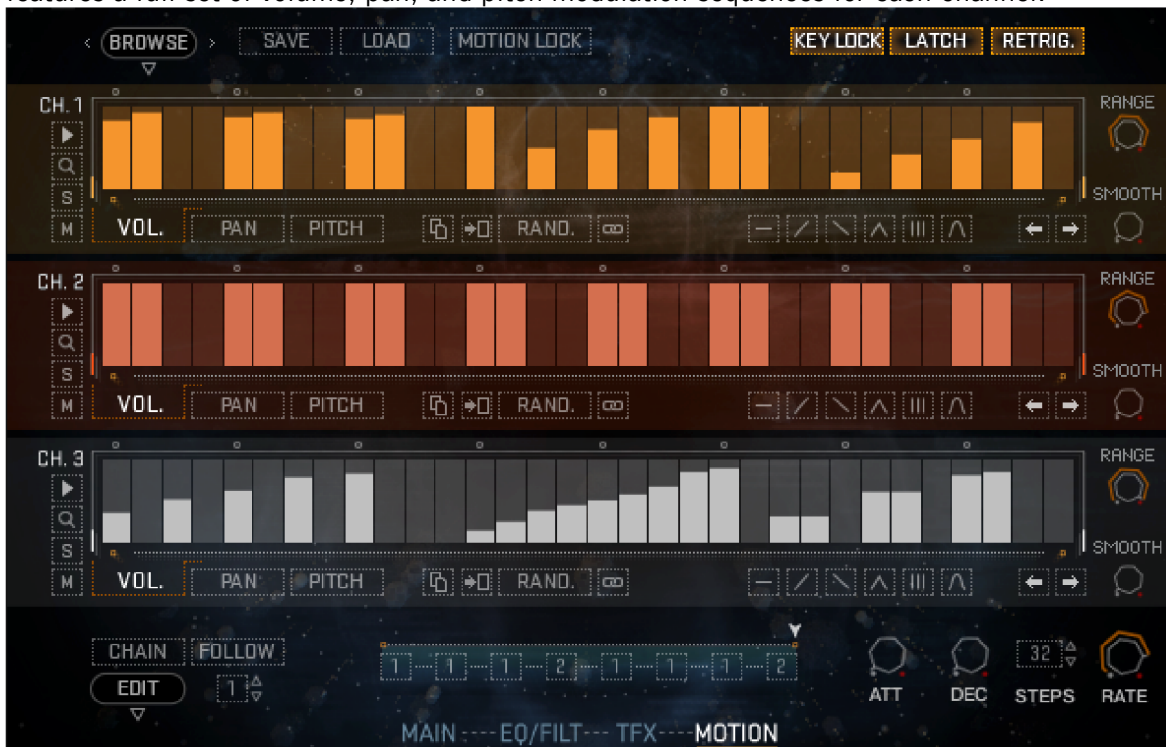 features a full set of volume, pan, and pitch modulation sequences for each channel.
< BROWSE > SAVE LOAD MOTION LOCK KEY LOCK LATCH RETRIG.
CH. 1 RANGE
S SMOOTH
M VOL. PAN PITCH RAND.
CH. 2 RANGE
S SMOOTH
M VOL. PAN PITCH RAND.
CH. 3 RANGE
S SMOOTH
M VOL. PAN PITCH RAND.
CHAIN FOLLOW 1 1 1 2 1 1 1 2 32
EDIT 1 ATT DEC STEPS RATE
MAIN EQ/FILT TFX MOTION